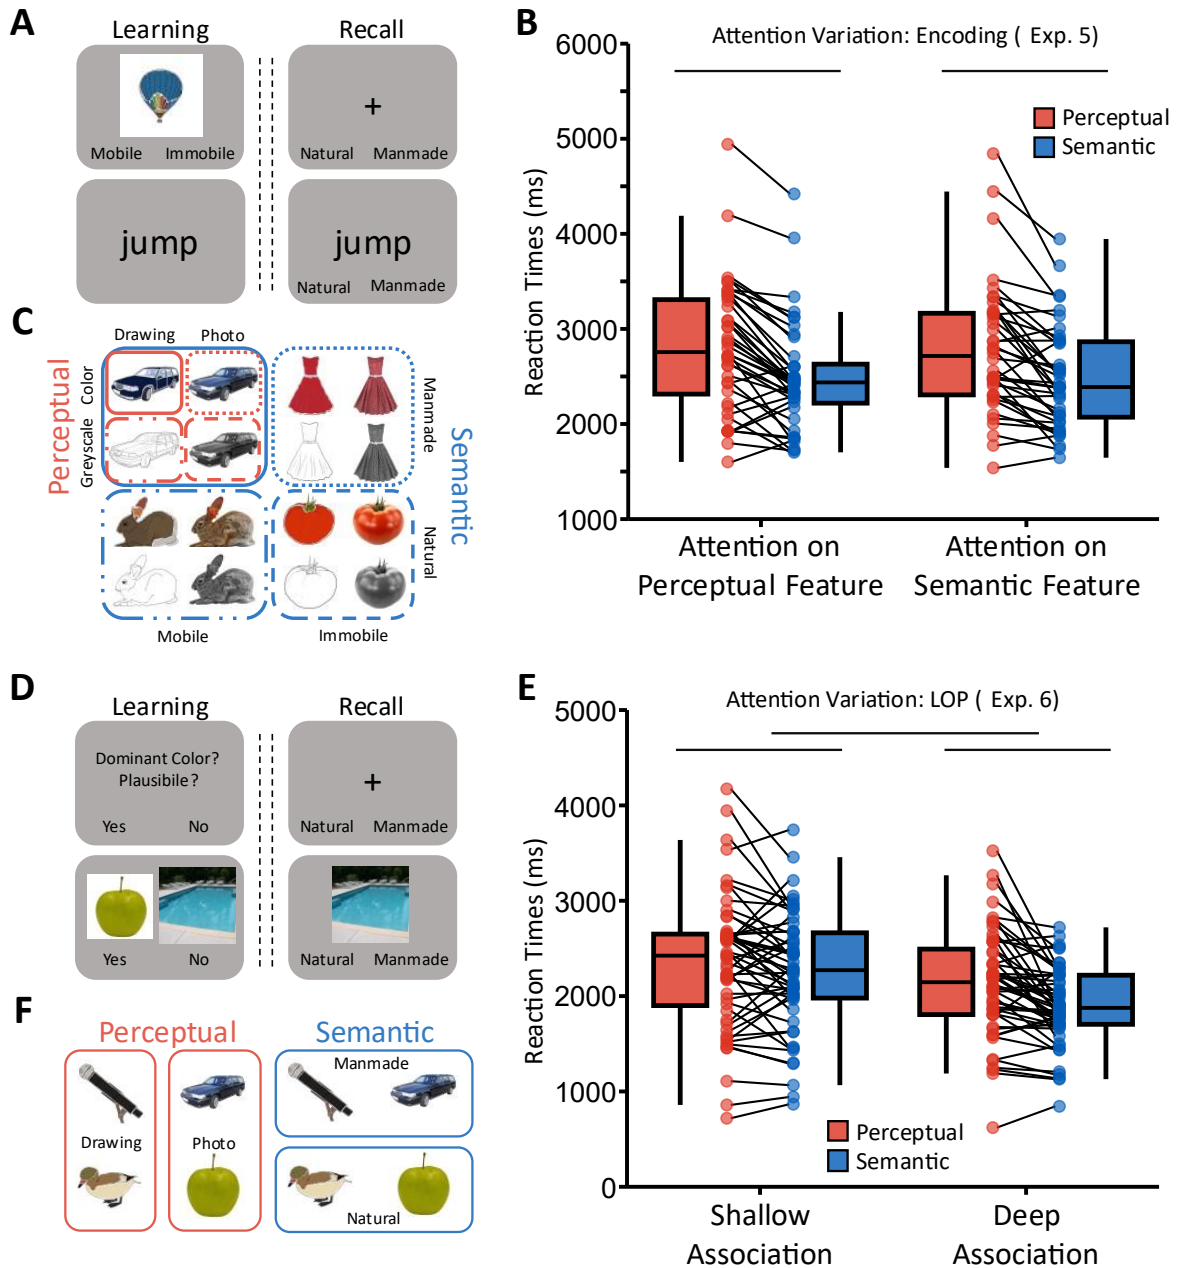 A
Learning
Recall
Mobile
Immobile
+
Natural
Manmade
jump
jump
Natural
Manmade
B
Attention Variation: Encoding ( Exp. 5)
6000
5000
4000
3000
2000
1000
Reaction Times (ms)
Perceptual
Semantic
Attention on
Perceptual Feature
Attention on
Semantic Feature
C
Drawing
Photo
Perceptual
Color
Greyscale
Manmade
Natural
Semantic
Mobile
Immobile
D
Learning
Recall
Dominant Color?
Plausibile?
Yes
No
+
Natural
Manmade
Yes
No
Natural
Manmade
E
Attention Variation: LOP ( Exp. 6)
5000
4000
3000
2000
1000
0
Reaction Times (ms)
Perceptual
Semantic
Shallow
Association
Deep
Association
F
Perceptual
Semantic
Drawing
Photo
Manmade
Natural